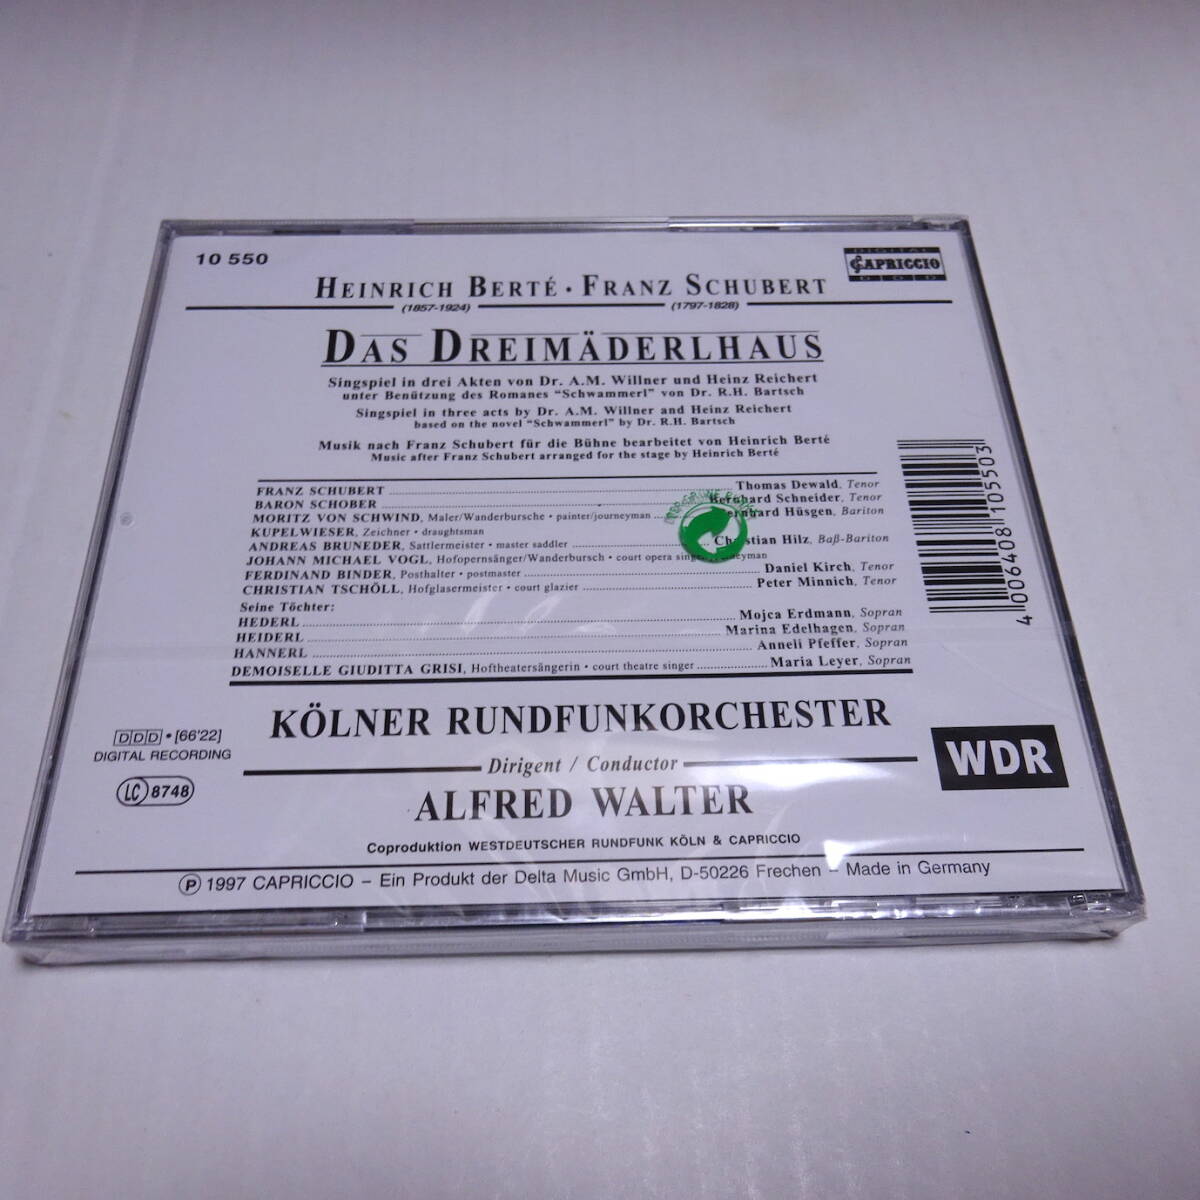 10 550
DIGITAL
CAPRICCIO
DDD
HEINRICH BERTÉ · FRANZ SCHUBERT
(1857-1924) (1797-1828)
DAS DREIMÄDERLHAUS
Singspiel in drei Akten von Dr. A.M. Willner und Heinz Reichert
unter Benützung des Romanes "Schwammerl" von Dr. R.H. Bartsch
Singspiel in three acts by Dr. A.M. Willner and Heinz Reichert
based on the novel "Schwammerl" by Dr. R.H. Bartsch
Musik nach Franz Schubert für die Bühne bearbeitet von Heinrich Berté
Music after Franz Schubert arranged for the stage by Heinrich Berté
FRANZ SCHUBERT Thomas Dewald, Tenor
BARON SCHOBER Bernhard Schneider, Tenor
MORITZ VON SCHWIND, Maler/Wanderbursche · painter/journeyman Bernhard Hüsgen, Bariton
KUPELWIESER, Zeichner · draughtsman
ANDREAS BRUNEDER, Sattlermeister · master saddler Christian Hilz, Baß-Bariton
JOHANN MICHAEL VOGL, Hofopernsänger/Wanderbursch · court opera
FERDINAND BINDER, Posthalter · postmaster Daniel Kirch, Tenor
CHRISTIAN TSCHÖLL, Hofglasermeister · court glazier Peter Minnich, Tenor
Seine Töchter:
HEDERL Mojca Erdmann, Sopran
HEIDERL Marina Edelhagen, Sopran
HANNERL Anneli Pfeffer, Sopran
DEMOISELLE GIUDITTA GRISI, Hoftheatersängerin · court theatre singer Maria Leyer, Sopran
4 006408 105503
KÖLNER RUNDFUNKORCHESTER
Dirigent / Conductor
ALFRED WALTER
DDD · [66'22]
DIGITAL RECORDING
LC 8748
WDR
Coproduktion WESTDEUTSCHER RUNDFUNK KÖLN & CAPRICCIO
Ⓟ 1997 CAPRICCIO – Ein Produkt der Delta Music GmbH, D-50226 Frechen – Made in Germany